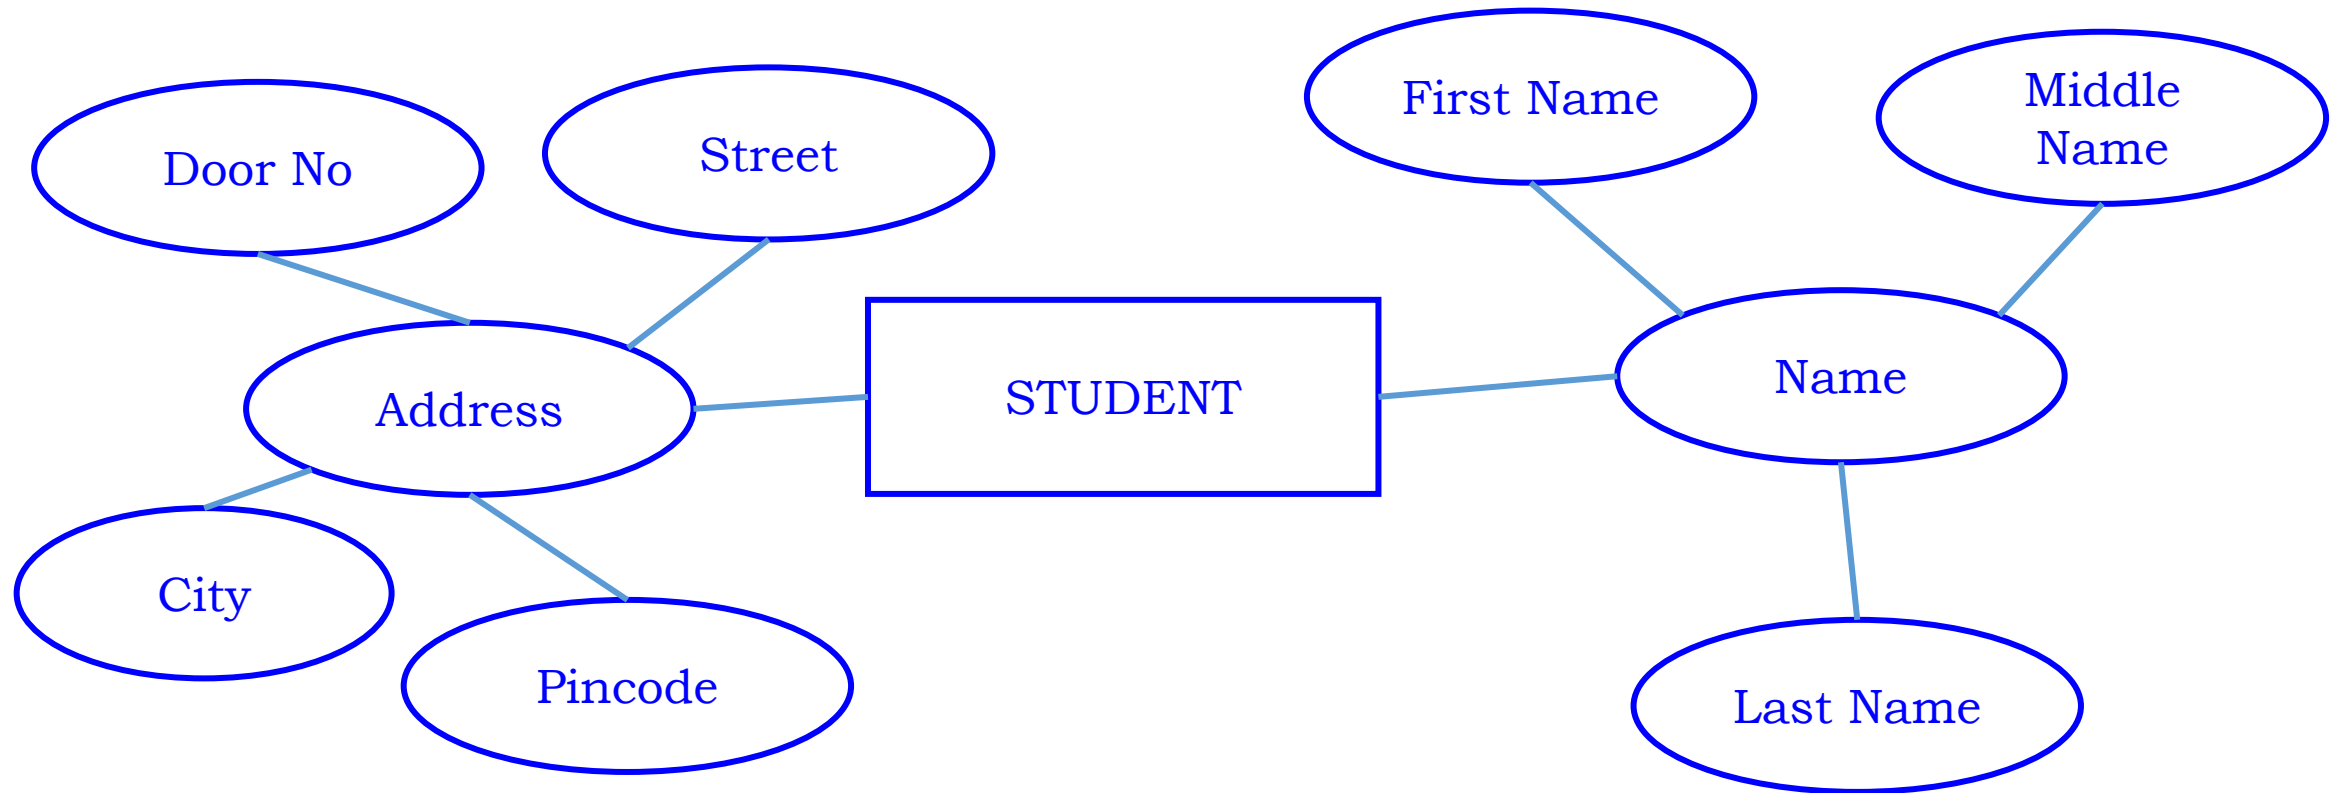 First Name
Middle
Name
Door No
Street
Address
STUDENT
Name
City
Pincode
Last Name